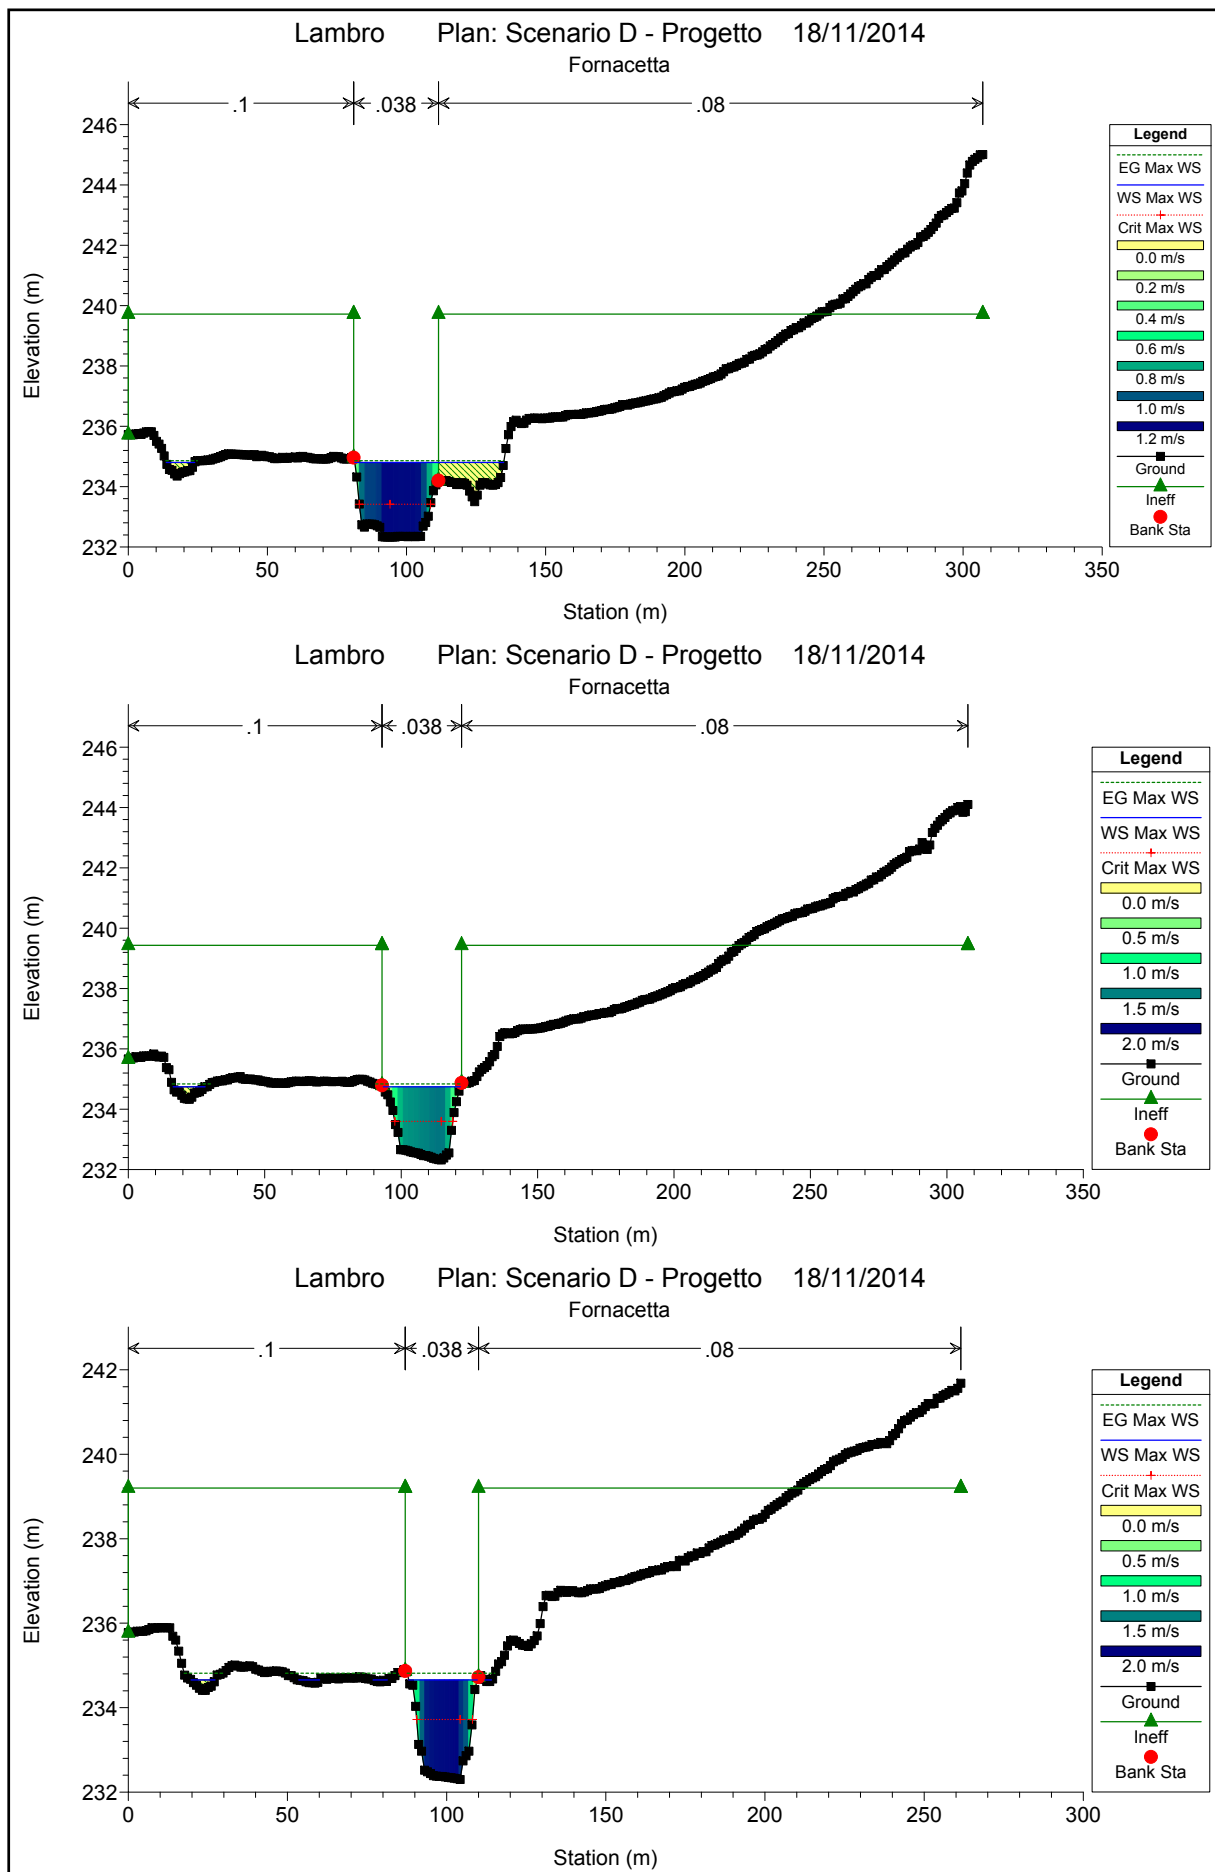 Lambro Plan: Scenario D - Progetto 18/11/2014
Fornacetta
.1 .038 .08
246
244
242
240
238
236
234
232
Elevation (m)
0 50 100 150 200 250 300 350
Station (m)
Legend
EG Max WS
WS Max WS
Crit Max WS
0.0 m/s
0.2 m/s
0.4 m/s
0.6 m/s
0.8 m/s
1.0 m/s
1.2 m/s
Ground
Ineff
Bank Sta
Lambro Plan: Scenario D - Progetto 18/11/2014
Fornacetta
.1 .038 .08
246
244
242
240
238
236
234
232
Elevation (m)
0 50 100 150 200 250 300 350
Station (m)
Legend
EG Max WS
WS Max WS
Crit Max WS
0.0 m/s
0.5 m/s
1.0 m/s
1.5 m/s
2.0 m/s
Ground
Ineff
Bank Sta
Lambro Plan: Scenario D - Progetto 18/11/2014
Fornacetta
.1 .038 .08
242
240
238
236
234
232
Elevation (m)
0 50 100 150 200 250 300
Station (m)
Legend
EG Max WS
WS Max WS
Crit Max WS
0.0 m/s
0.5 m/s
1.0 m/s
1.5 m/s
2.0 m/s
Ground
Ineff
Bank Sta